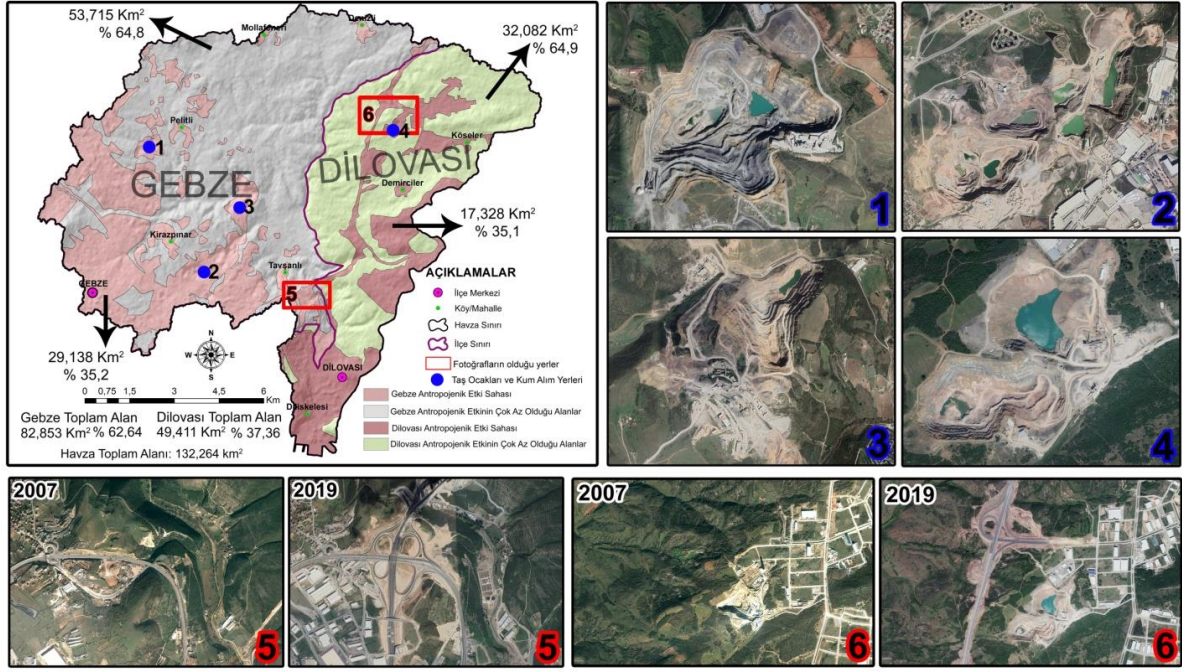 53,715 Km²
% 64,8
Mollafeneri
Denizli
32,082 Km²
% 64,9
6
4
Pelitli
1
Köseler
GEBZE
DİLOVASI
Demirciler
3
17,328 Km²
% 35,1
Kirazpınar
2
Tavşanlı
5
GEBZE
AÇIKLAMALAR
İlçe Merkezi
Köy/Mahalle
Havza Sınırı
İlçe Sınırı
Fotoğrafların olduğu yerler
Taş Ocakları ve Kum Alım Yerleri
Gebze Antropojenik Etki Sahası
Gebze Antropojenik Etkinin Çok Az Olduğu Alanlar
Dilovası Antropojenik Etki Sahası
Dilovası Antropojenik Etkinin Çok Az Olduğu Alanlar
N
W E
S
DİLOVASI
29,138 Km²
% 35,2
0 0,75 1,5 3 4,5 6
Km
Gebze Toplam Alan
82,853 Km² % 62,64
Dilovası Toplam Alan
49,411 Km² % 37,36
Havza Toplam Alanı: 132,264 km²
1
2
3
4
2007
5
2019
5
2007
6
2019
6